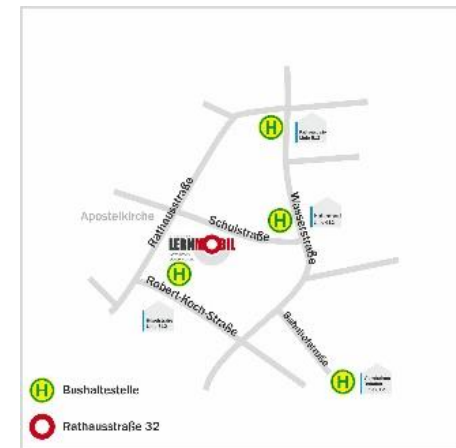 H
Wasserstraße
Rathausstraße
Apostelkirche
Schulstraße
H
LERNMOBIL
H
Robert-Koch-Straße
Bahnhofstraße
H
H Bushaltestelle
Rathausstraße 32